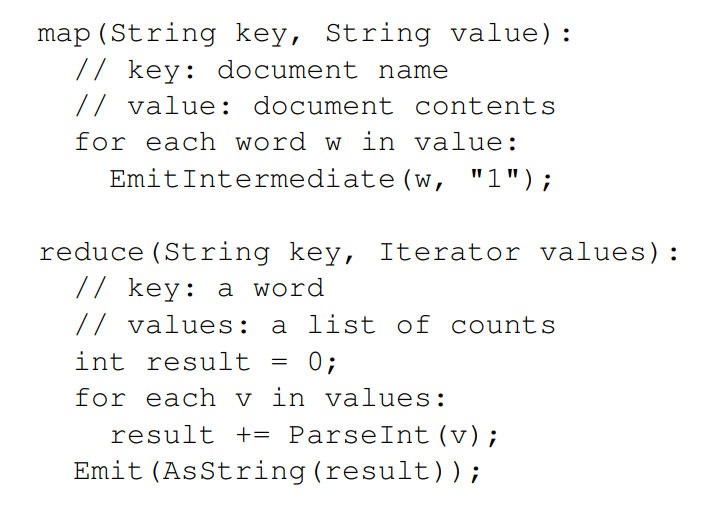 map(String key, String value):
// key: document name
// value: document contents
for each word w in value:
EmitIntermediate(w, "1");
reduce(String key, Iterator values):
// key: a word
// values: a list of counts
int result = 0;
for each v in values:
result += ParseInt(v);
Emit(AsString(result));